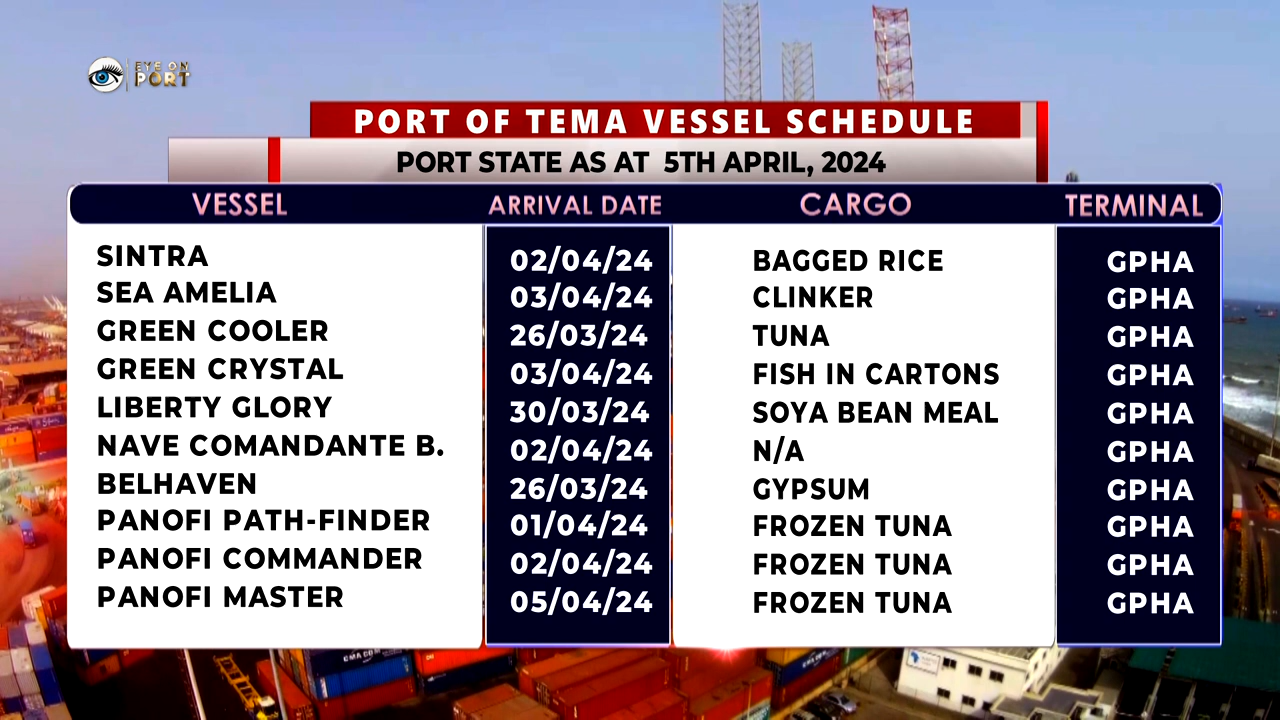 EYE ON
PORT
PORT OF TEMA VESSEL SCHEDULE
PORT STATE AS AT 5TH APRIL, 2024
VESSEL ARRIVAL DATE CARGO TERMINAL
SINTRA 02/04/24 BAGGED RICE GPHA
SEA AMELIA 03/04/24 CLINKER GPHA
GREEN COOLER 26/03/24 TUNA GPHA
GREEN CRYSTAL 03/04/24 FISH IN CARTONS GPHA
LIBERTY GLORY 30/03/24 SOYA BEAN MEAL GPHA
NAVE COMANDANTE B. 02/04/24 N/A GPHA
BELHAVEN 26/03/24 GYPSUM GPHA
PANOFI PATH-FINDER 01/04/24 FROZEN TUNA GPHA
PANOFI COMMANDER 02/04/24 FROZEN TUNA GPHA
PANOFI MASTER 05/04/24 FROZEN TUNA GPHA
CMA CGM